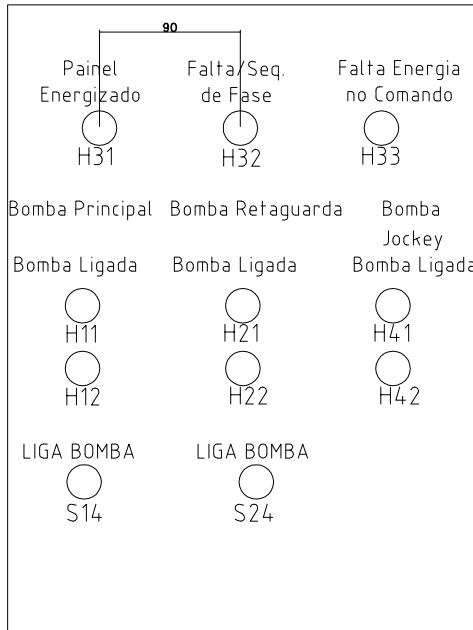 90
Painel Falta/Seq. Falta Energia
Energizado de Fase no Comando
H31 H32 H33
Bomba Principal Bomba Retaguarda Bomba
Jockey
Bomba Ligada Bomba Ligada Bomba Ligada
H11 H21 H41
H12 H22 H42
LIGA BOMBA LIGA BOMBA
S14 S24